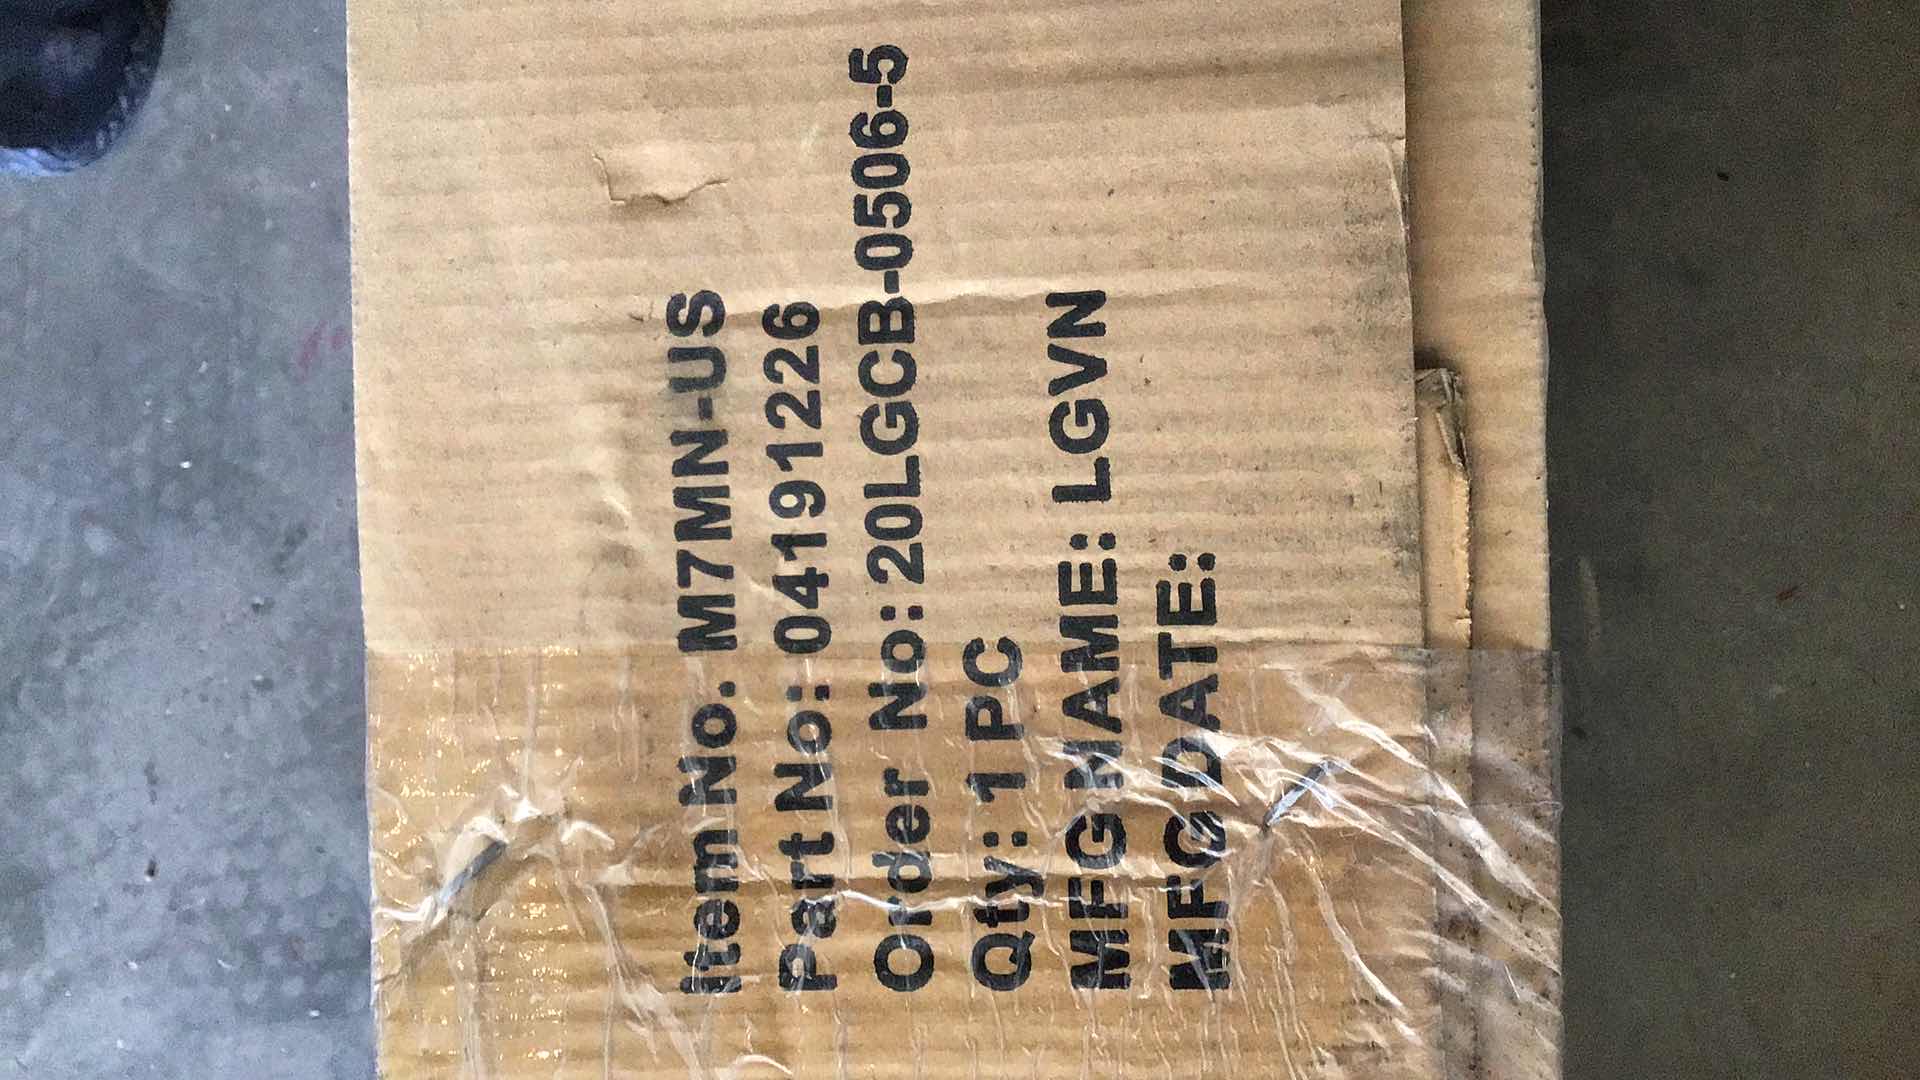 Item No. M7MN-US
Part No: 04191226
Order No: 20LGCB-0506-5
Qty: 1 PC
MFG NAME: LGVN
MFG DATE: